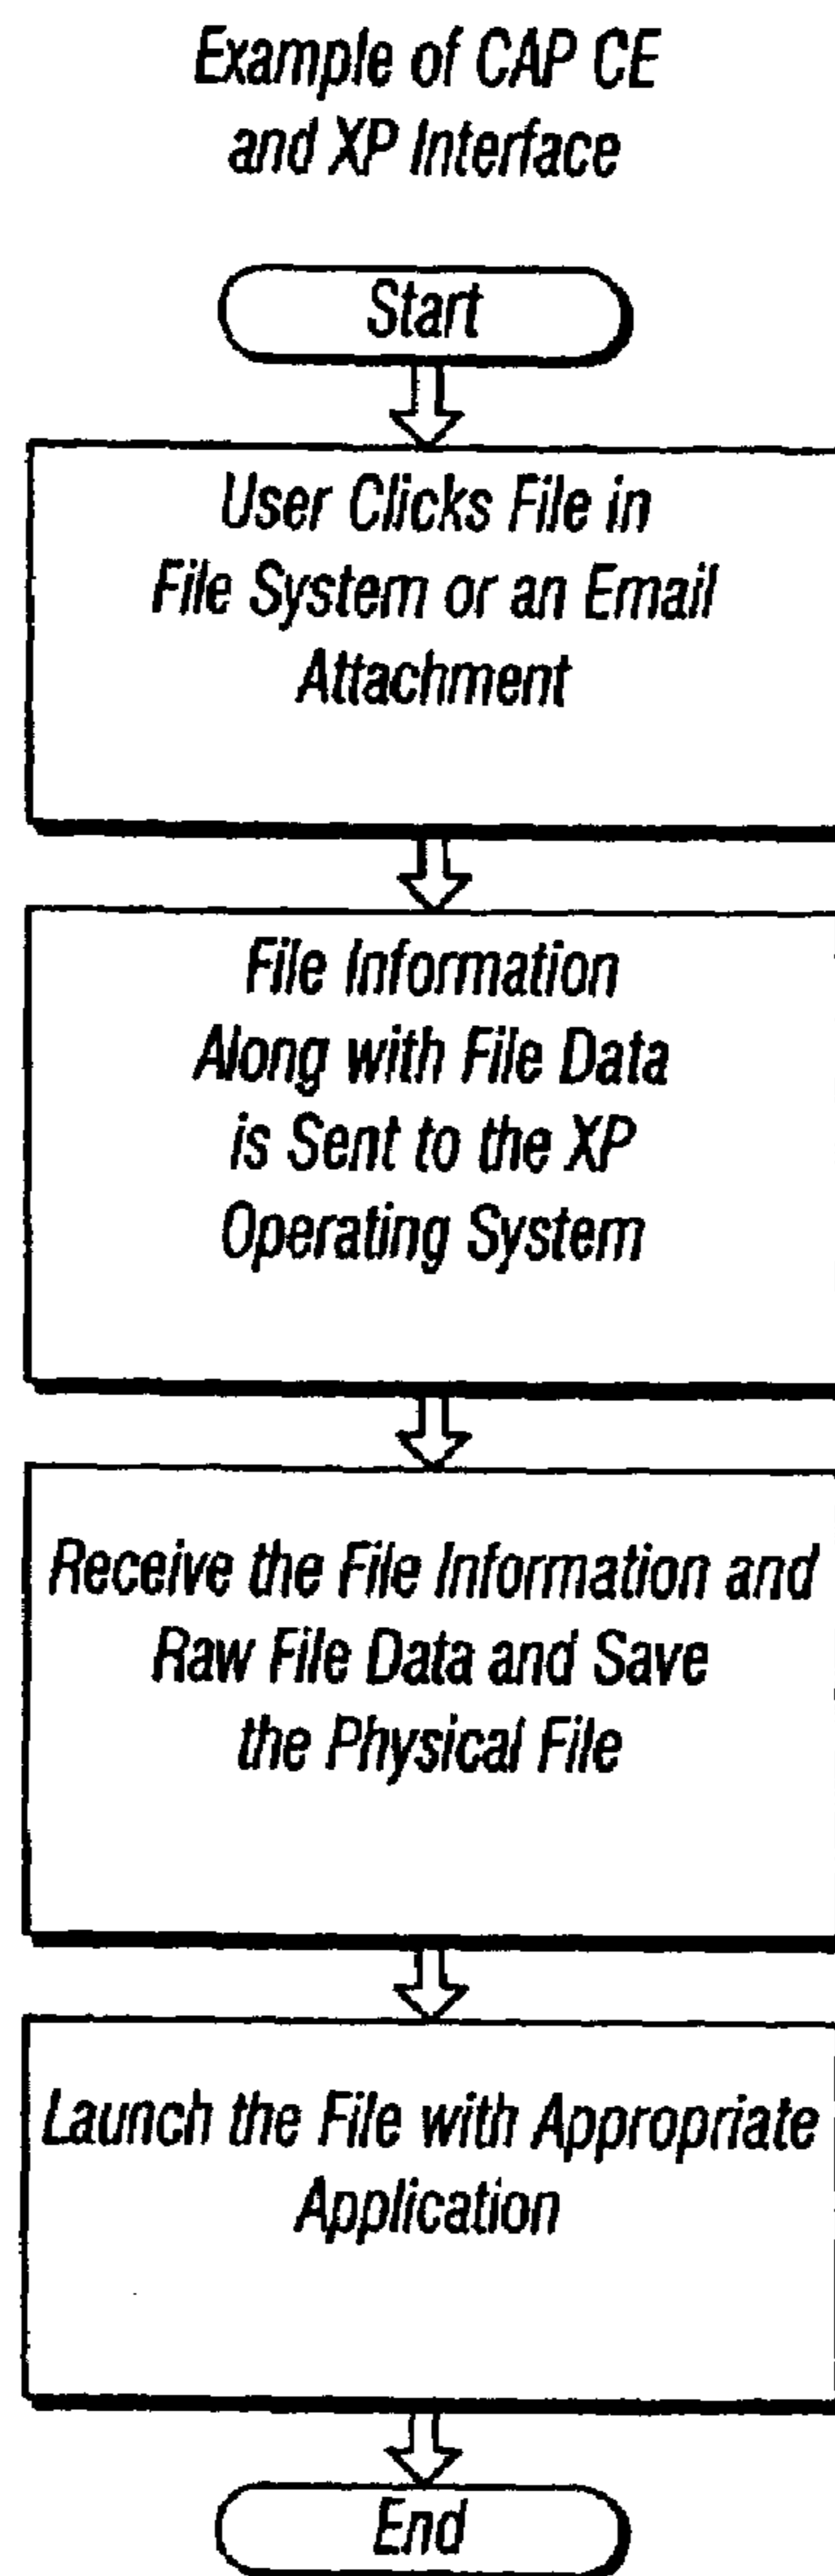 Example of CAP CE
and XP Interface
Start
User Clicks File in
File System or an Email
Attachment
File Information
Along with File Data
is Sent to the XP
Operating System
Receive the File Information and
Raw File Data and Save
the Physical File
Launch the File with Appropriate
Application
End